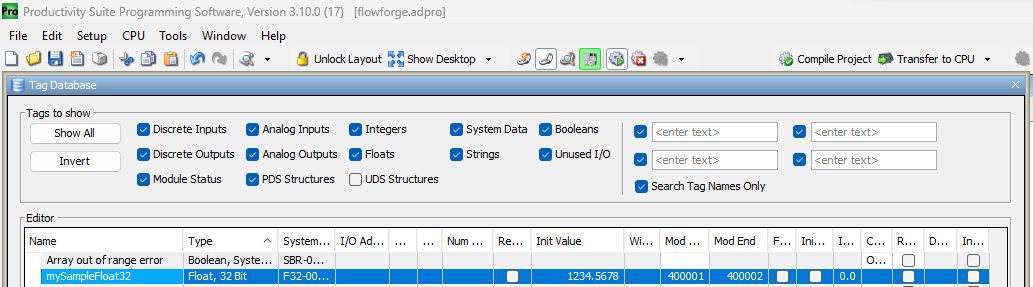 Pro Productivity Suite Programming Software, Version 3.10.0 (17) [flowforge.adpro]
File Edit Setup CPU Tools Window Help
Unlock Layout Show Desktop Compile Project Transfer to CPU
Tag Database
Tags to show
Show All Discrete Inputs Analog Inputs Integers System Data Booleans <enter text> <enter text>
Invert Discrete Outputs Analog Outputs Floats Strings Unused I/O <enter text> <enter text>
Module Status PDS Structures UDS Structures Search Tag Names Only
Editor
Name Type System... I/O Ad... ... ... Num ... Re... Init Value Wi... Mod ... Mod End F... Ini... I... C... R... D... In...
Array out of range error Boolean, Syste... SBR-0... O...
mySampleFloat32 Float, 32 Bit F32-00... 1234.5678 400001 400002 0.0